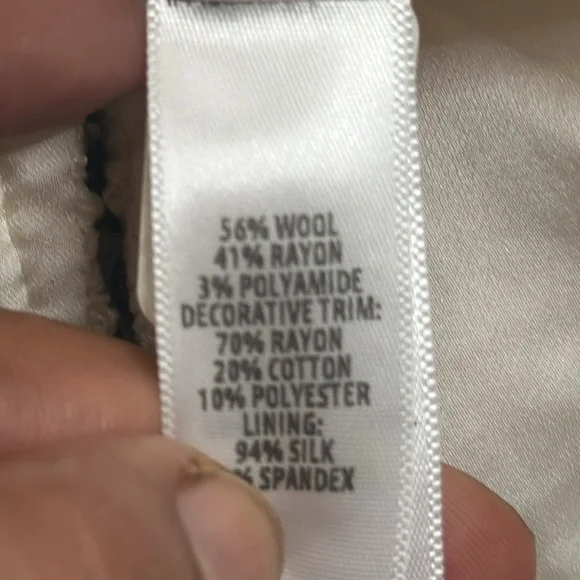 56% WOOL
41% RAYON
3% POLYAMIDE
DECORATIVE TRIM:
70% RAYON
20% COTTON
10% POLYESTER
LINING:
94% SILK
% SPANDEX